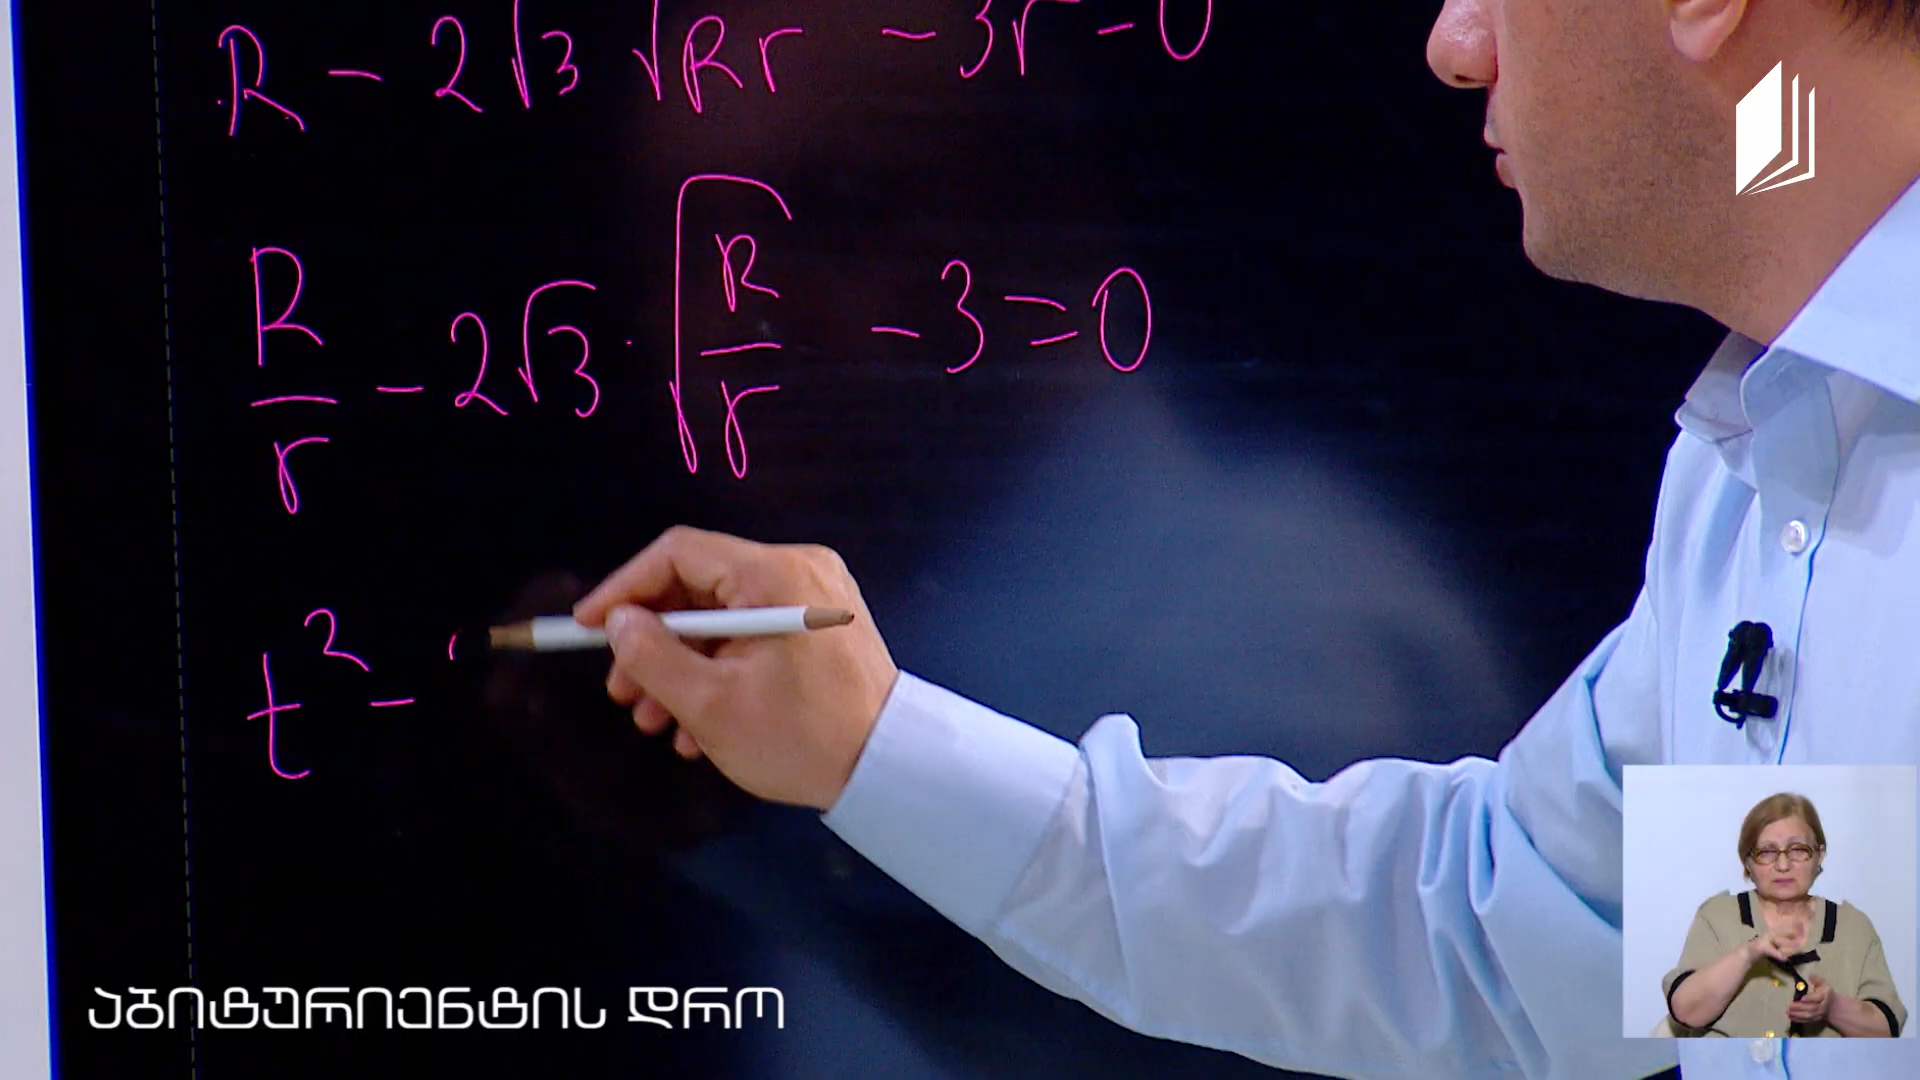 R - 2√3 √Rr - 3r = 0
R/r - 2√3 · √(R/r) - 3 = 0
t² -
აბიტურიენტის დრო